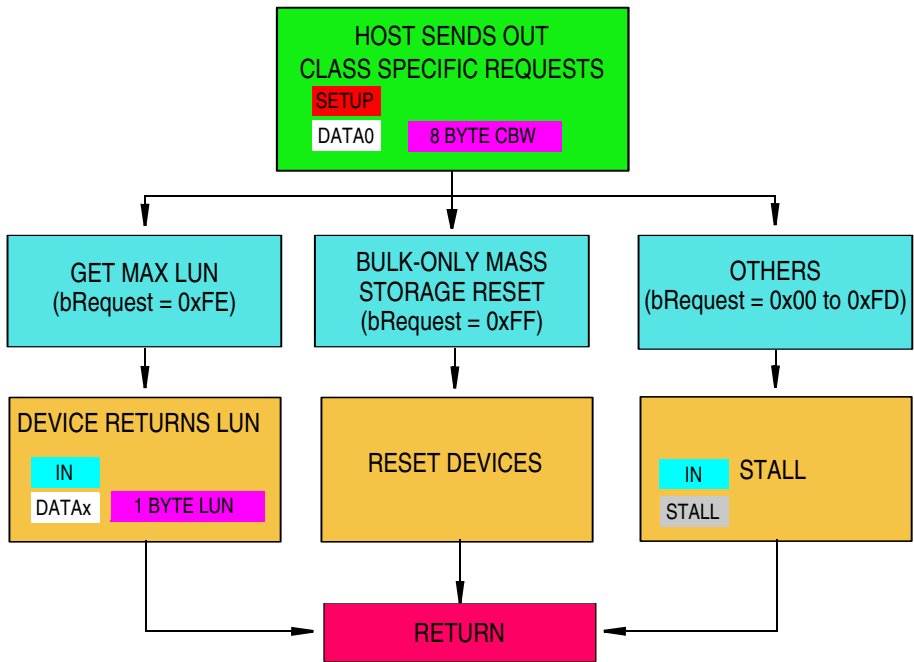 HOST SENDS OUT
CLASS SPECIFIC REQUESTS
SETUP
DATA0
8 BYTE CBW
GET MAX LUN
(bRequest = 0xFE)
BULK-ONLY MASS
STORAGE RESET
(bRequest = 0xFF)
OTHERS
(bRequest = 0x00 to 0xFD)
DEVICE RETURNS LUN
IN
DATAx
1 BYTE LUN
RESET DEVICES
IN
STALL
STALL
RETURN